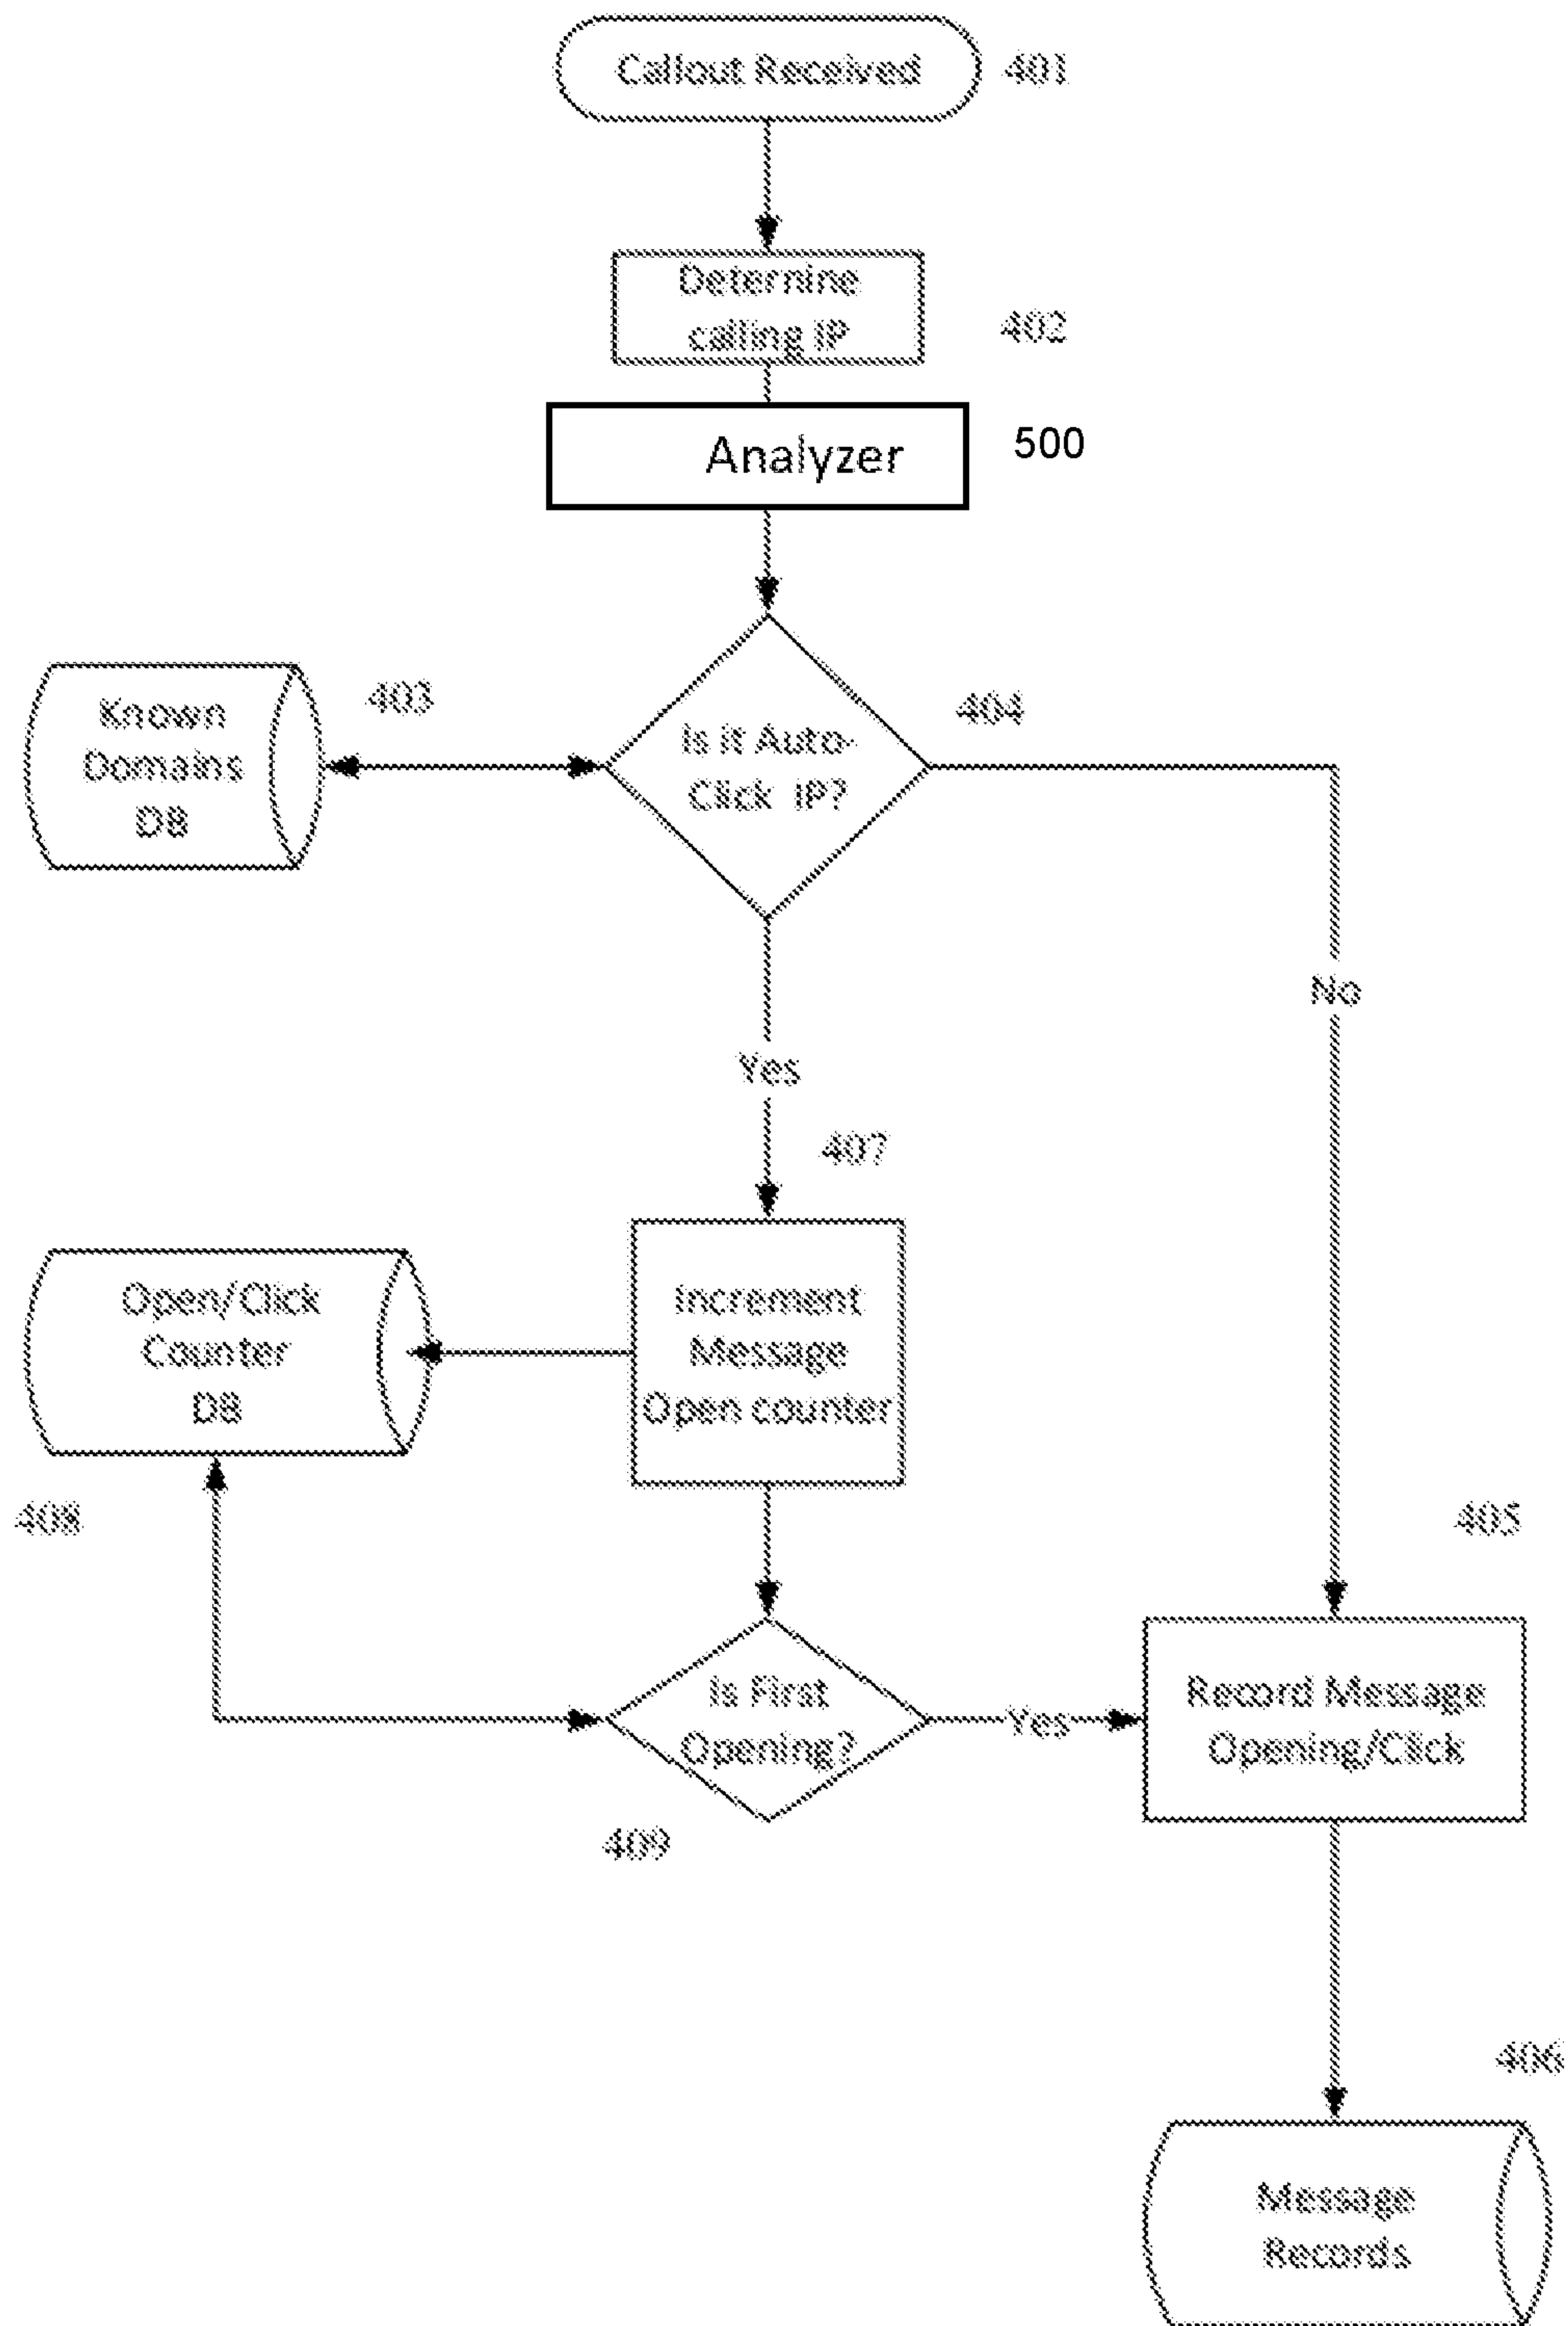 Callout Received
401
Determine
calling IP
402
Analyzer
500
Known
Domains
DB
403
Is it Auto-
Click IP?
404
No
Yes
407
Open/Click
Counter
DB
Increment
Message
Open counter
408
405
Is First
Opening?
Yes
Record Message
Opening/Click
409
406
Message
Records